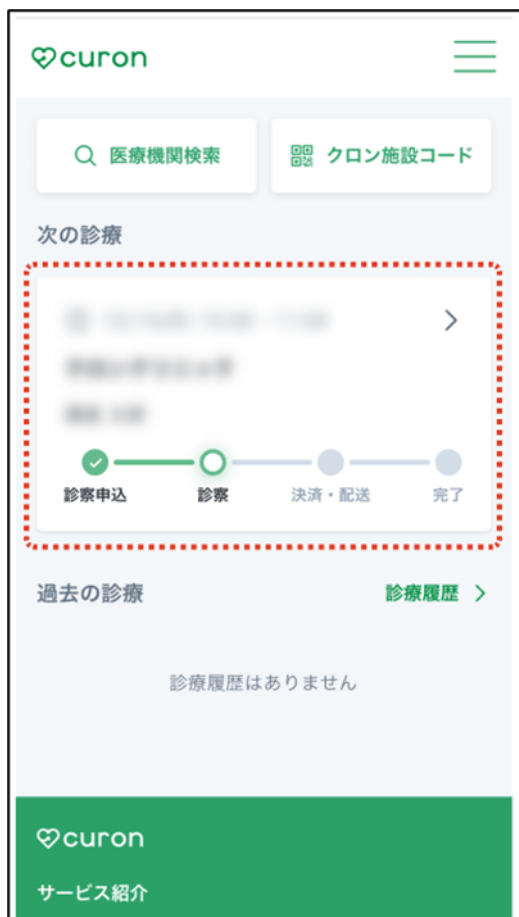 curon
医療機関検索 クロン施設コード
次の診療
診察申込 診察 決済・配送 完了
過去の診療 診療履歴
診療履歴はありません
curon
サービス紹介